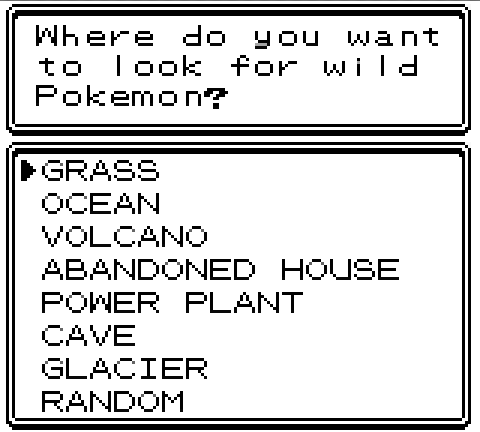 Where do you want
to look for wild
Pokemon?
GRASS
OCEAN
VOLCANO
ABANDONED HOUSE
POWER PLANT
CAVE
GLACIER
RANDOM